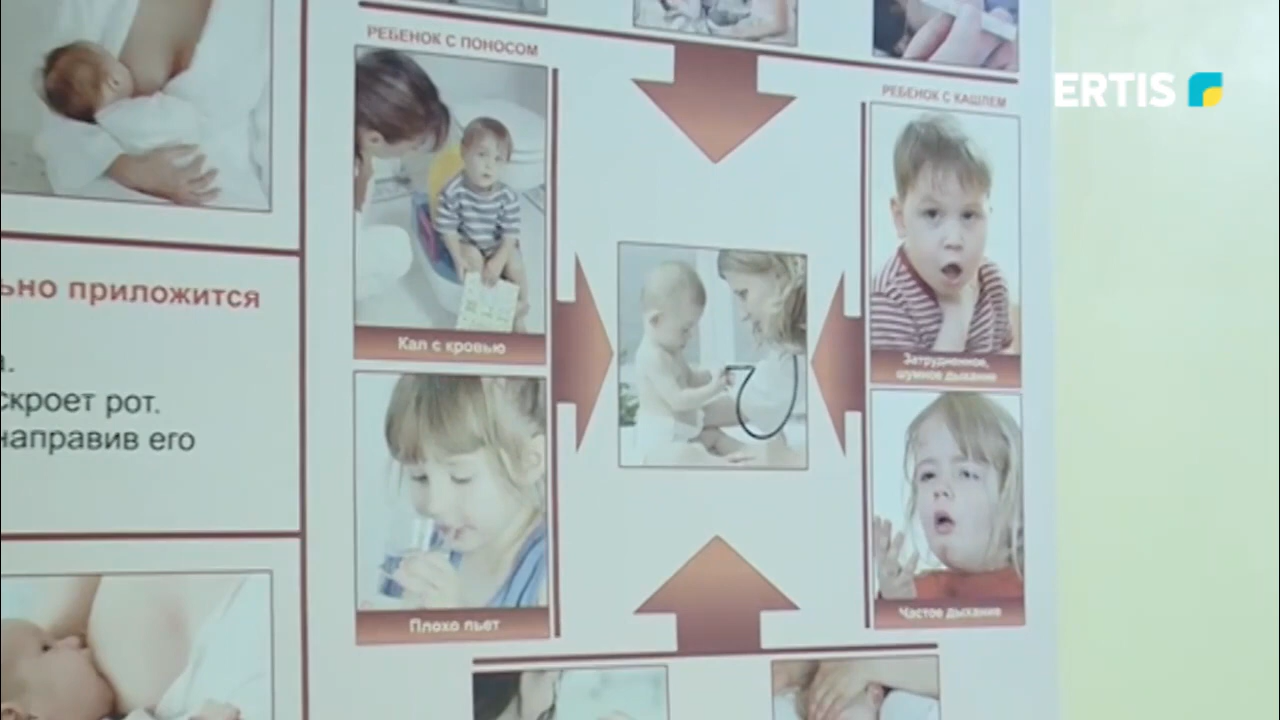 РЕБЕНОК С ПОНОСОМ
РЕБЕНОК С КАШЛЕМ
ERTIS
ьно приложится
а.
скроет рот.
направив его
Кал с кровью
Затрудненное,
шумное дыхание
Плохо пьет
Частое дыхание